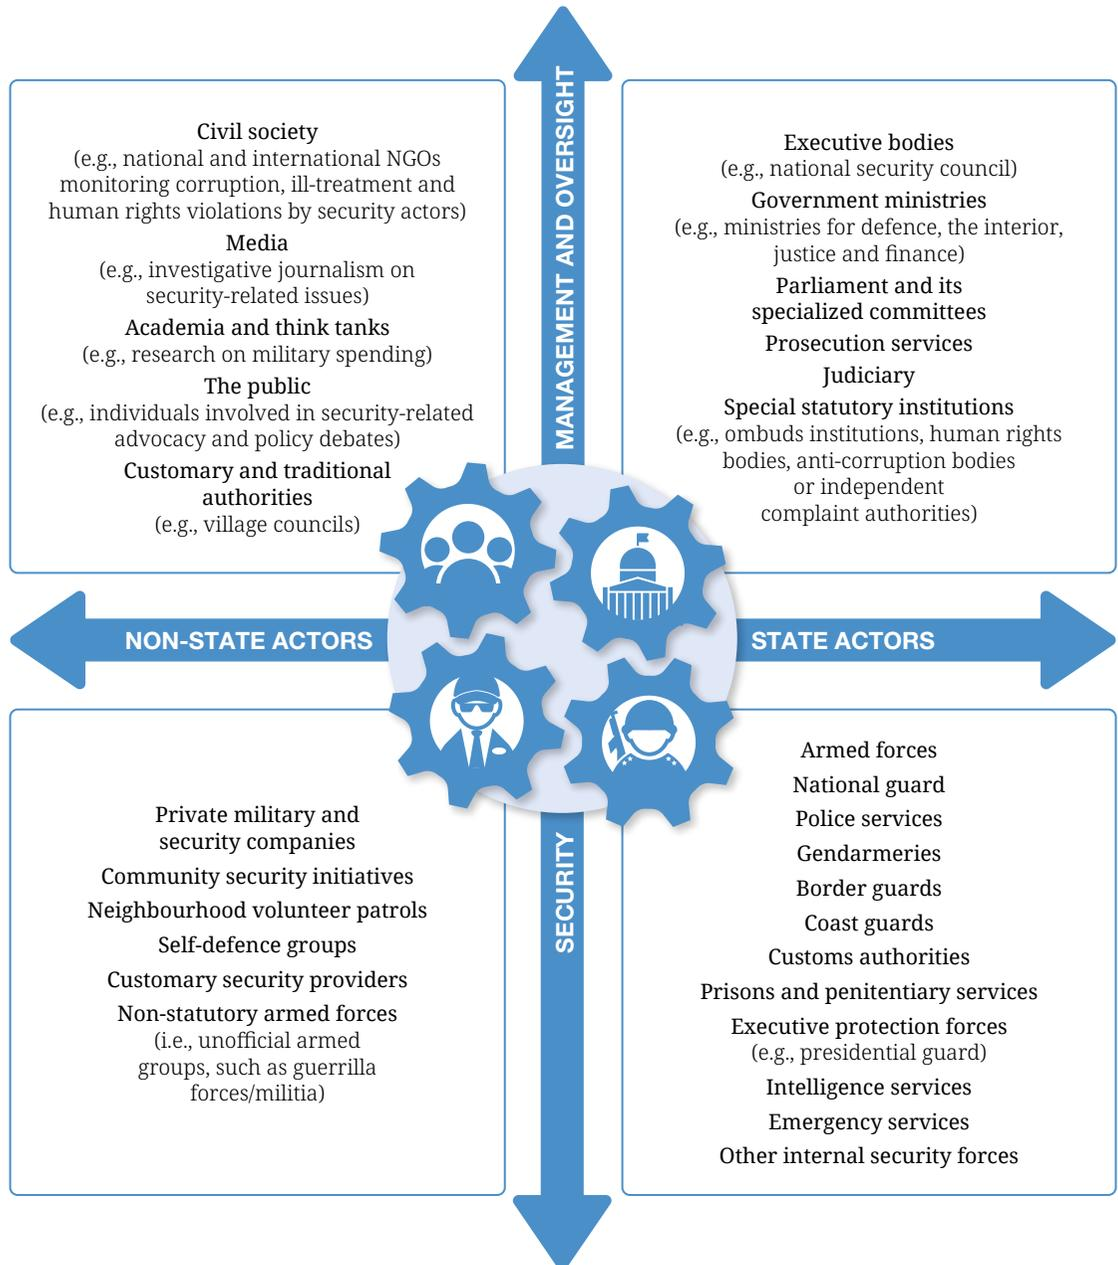 MANAGEMENT AND OVERSIGHT
Civil society
(e.g., national and international NGOs
monitoring corruption, ill-treatment and
human rights violations by security actors)
Media
(e.g., investigative journalism on
security-related issues)
Academia and think tanks
(e.g., research on military spending)
The public
(e.g., individuals involved in security-related
advocacy and policy debates)
Customary and traditional
authorities
(e.g., village councils)
Executive bodies
(e.g., national security council)
Government ministries
(e.g., ministries for defence, the interior,
justice and finance)
Parliament and its
specialized committees
Prosecution services
Judiciary
Special statutory institutions
(e.g., ombuds institutions, human rights
bodies, anti-corruption bodies
or independent
complaint authorities)
NON-STATE ACTORS
STATE ACTORS
Private military and
security companies
Community security initiatives
Neighbourhood volunteer patrols
Self-defence groups
Customary security providers
Non-statutory armed forces
(i.e., unofficial armed
groups, such as guerrilla
forces/militia)
SECURITY
Armed forces
National guard
Police services
Gendarmeries
Border guards
Coast guards
Customs authorities
Prisons and penitentiary services
Executive protection forces
(e.g., presidential guard)
Intelligence services
Emergency services
Other internal security forces